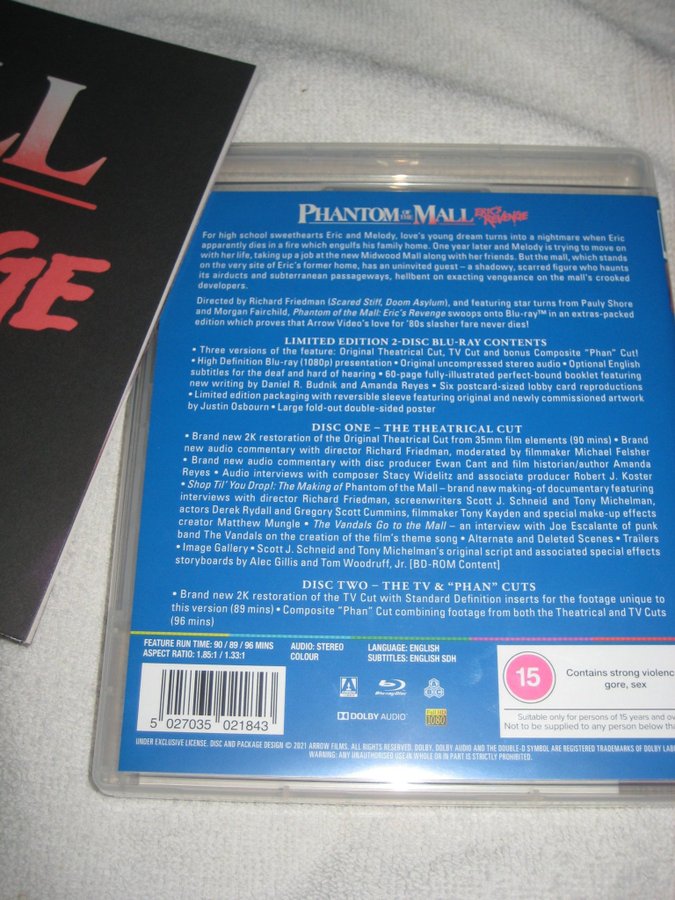 LL
GE
PHANTOM OF THE MALL ERIC'S REVENGE
For high school sweethearts Eric and Melody, love's young dream turns into a nightmare when Eric
apparently dies in a fire which engulfs his family home. One year later and Melody is trying to move on
with her life, taking up a job at the new Midwood Mall along with her friends. But the mall, which stands
on the very site of Eric's former home, has an uninvited guest – a shadowy, scarred figure who haunts
its airducts and subterranean passageways, hellbent on exacting vengeance on the mall's crooked
developers.
Directed by Richard Friedman (Scared Stiff, Doom Asylum), and featuring star turns from Pauly Shore
and Morgan Fairchild, Phantom of the Mall: Eric's Revenge swoops onto Blu-ray™ in an extras-packed
edition which proves that Arrow Video's love for '80s slasher fare never dies!
LIMITED EDITION 2-DISC BLU-RAY CONTENTS
• Three versions of the feature: Original Theatrical Cut, TV Cut and bonus Composite "Phan" Cut!
• High Definition Blu-ray (1080p) presentation • Original uncompressed stereo audio • Optional English
subtitles for the deaf and hard of hearing • 60-page fully-illustrated perfect-bound booklet featuring
new writing by Daniel R. Budnik and Amanda Reyes • Six postcard-sized lobby card reproductions
• Limited edition packaging with reversible sleeve featuring original and newly commissioned artwork
by Justin Osbourn • Large fold-out double-sided poster
DISC ONE – THE THEATRICAL CUT
• Brand new 2K restoration of the Original Theatrical Cut from 35mm film elements (90 mins) • Brand
new audio commentary with director Richard Friedman, moderated by filmmaker Michael Felsher
• Brand new audio commentary with disc producer Ewan Cant and film historian/author Amanda
Reyes • Audio interviews with composer Stacy Widelitz and associate producer Robert J. Koster
• Shop Til' You Drop!: The Making of Phantom of the Mall – brand new making-of documentary featuring
interviews with director Richard Friedman, screenwriters Scott J. Schneid and Tony Michelman,
actors Derek Rydall and Gregory Scott Cummins, filmmaker Tony Kayden and special make-up effects
creator Matthew Mungle • The Vandals Go to the Mall – an interview with Joe Escalante of punk
band The Vandals on the creation of the film's theme song • Alternate and Deleted Scenes • Trailers
• Image Gallery • Scott J. Schneid and Tony Michelman's original script and associated special effects
storyboards by Alec Gillis and Tom Woodruff, Jr. [BD-ROM Content]
DISC TWO – THE TV & "PHAN" CUTS
• Brand new 2K restoration of the TV Cut with Standard Definition inserts for the footage unique to
this version (89 mins) • Composite "Phan" Cut combining footage from both the Theatrical and TV Cuts
(96 mins)
FEATURE RUN TIME: 90 / 89 / 96 MINS AUDIO: STEREO LANGUAGE: ENGLISH
ASPECT RATIO: 1.85:1 / 1.33:1 COLOUR SUBTITLES: ENGLISH SDH
5 027035 021843
ARROW Blu-ray Disc
DOLBY AUDIO 1080
15
Contains strong violenc
gore, sex
Suitable only for persons of 15 years and ov
Not to be supplied to any person below tha
UNDER EXCLUSIVE LICENSE. DISC AND PACKAGE DESIGN © 2021 ARROW FILMS. ALL RIGHTS RESERVED. DOLBY, DOLBY AUDIO AND THE DOUBLE-D SYMBOL ARE REGISTERED TRADEMARKS OF DOLBY LAB
WARNING: ANY UNAUTHORISED USE IN WHOLE OR IN PART IS STRICTLY PROHIBITED.